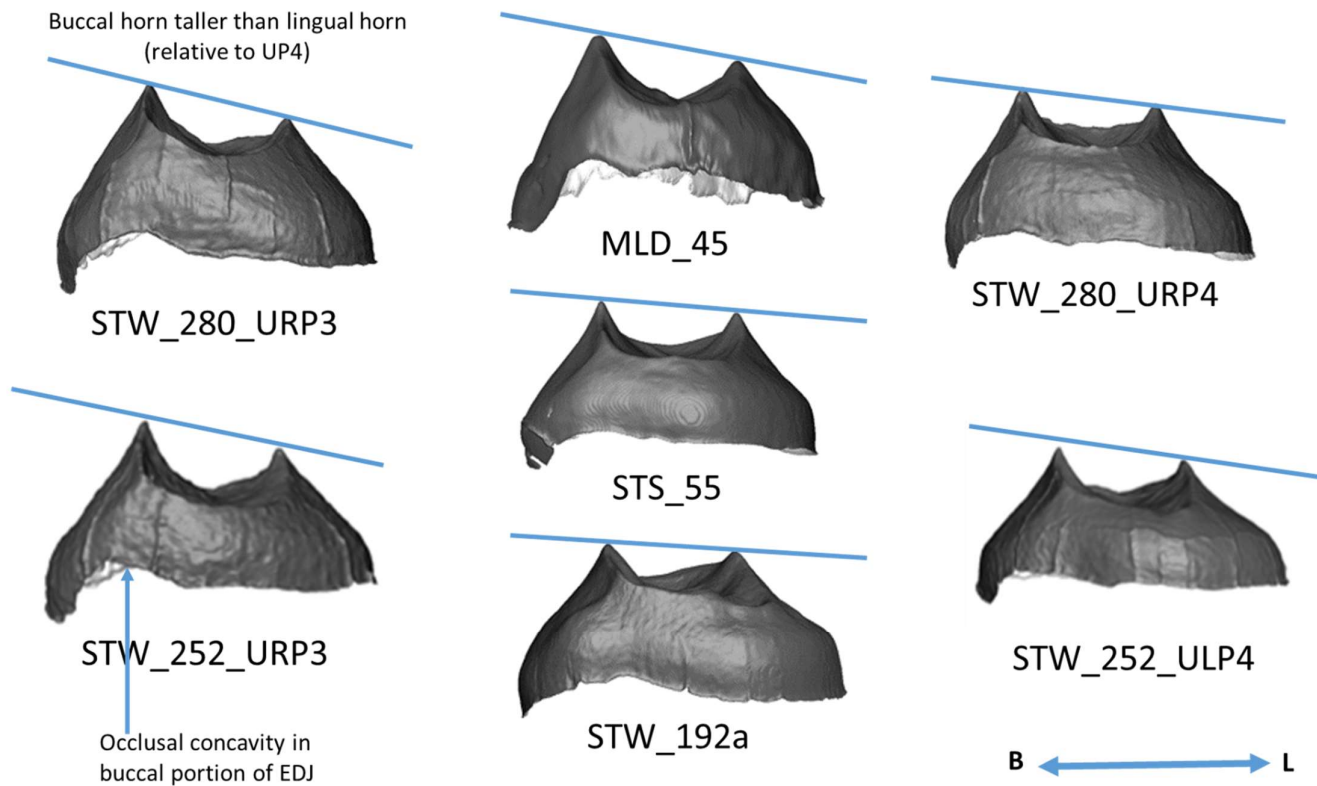 Buccal horn taller than lingual horn
(relative to UP4)
STW_280_URP3
MLD_45
STW_280_URP4
STS_55
STW_252_URP3
STW_252_ULP4
STW_192a
Occlusal concavity in
buccal portion of EDJ
B
L